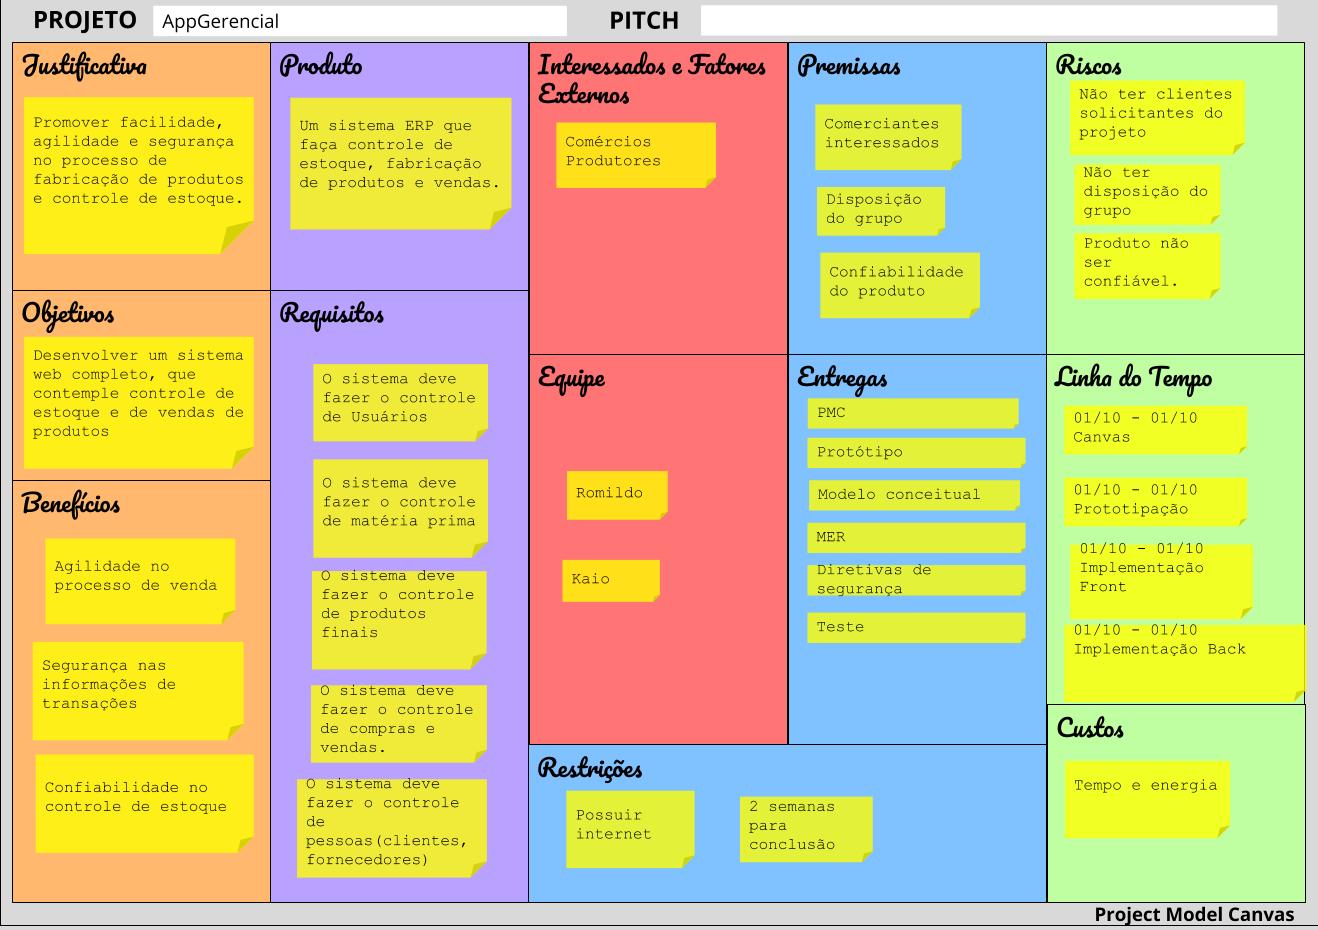 PROJETO
AppGerencial
PITCH
Justificativa
Promover facilidade,
agilidade e segurança
no processo de
fabricação de produtos
e controle de estoque.
Objetivos
Desenvolver um sistema
web completo, que
contemple controle de
estoque e de vendas de
produtos
Benefícios
Agilidade no
processo de venda
Segurança nas
informações de
transações
Confiabilidade no
controle de estoque
Produto
Um sistema ERP que
faça controle de
estoque, fabricação
de produtos e vendas.
Requisitos
O sistema deve
fazer o controle
de Usuários
O sistema deve
fazer o controle
de matéria prima
O sistema deve
fazer o controle
de produtos
finais
O sistema deve
fazer o controle
de compras e
vendas.
O sistema deve
fazer o controle
de
pessoas(clientes,
fornecedores)
Interessados e Fatores
Externos
Comércios
Produtores
Equipe
Romildo
Kaio
Premissas
Comerciantes
interessados
Disposição
do grupo
Confiabilidade
do produto
Entregas
PMC
Protótipo
Modelo conceitual
MER
Diretivas de
segurança
Teste
Restrições
Possuir
internet
2 semanas
para
conclusão
Riscos
Não ter clientes
solicitantes do
projeto
Não ter
disposição do
grupo
Produto não
ser
confiável.
Linha do Tempo
01/10 - 01/10
Canvas
01/10 - 01/10
Prototipação
01/10 - 01/10
Implementação
Front
01/10 - 01/10
Implementação Back
Custos
Tempo e energia
Project Model Canvas